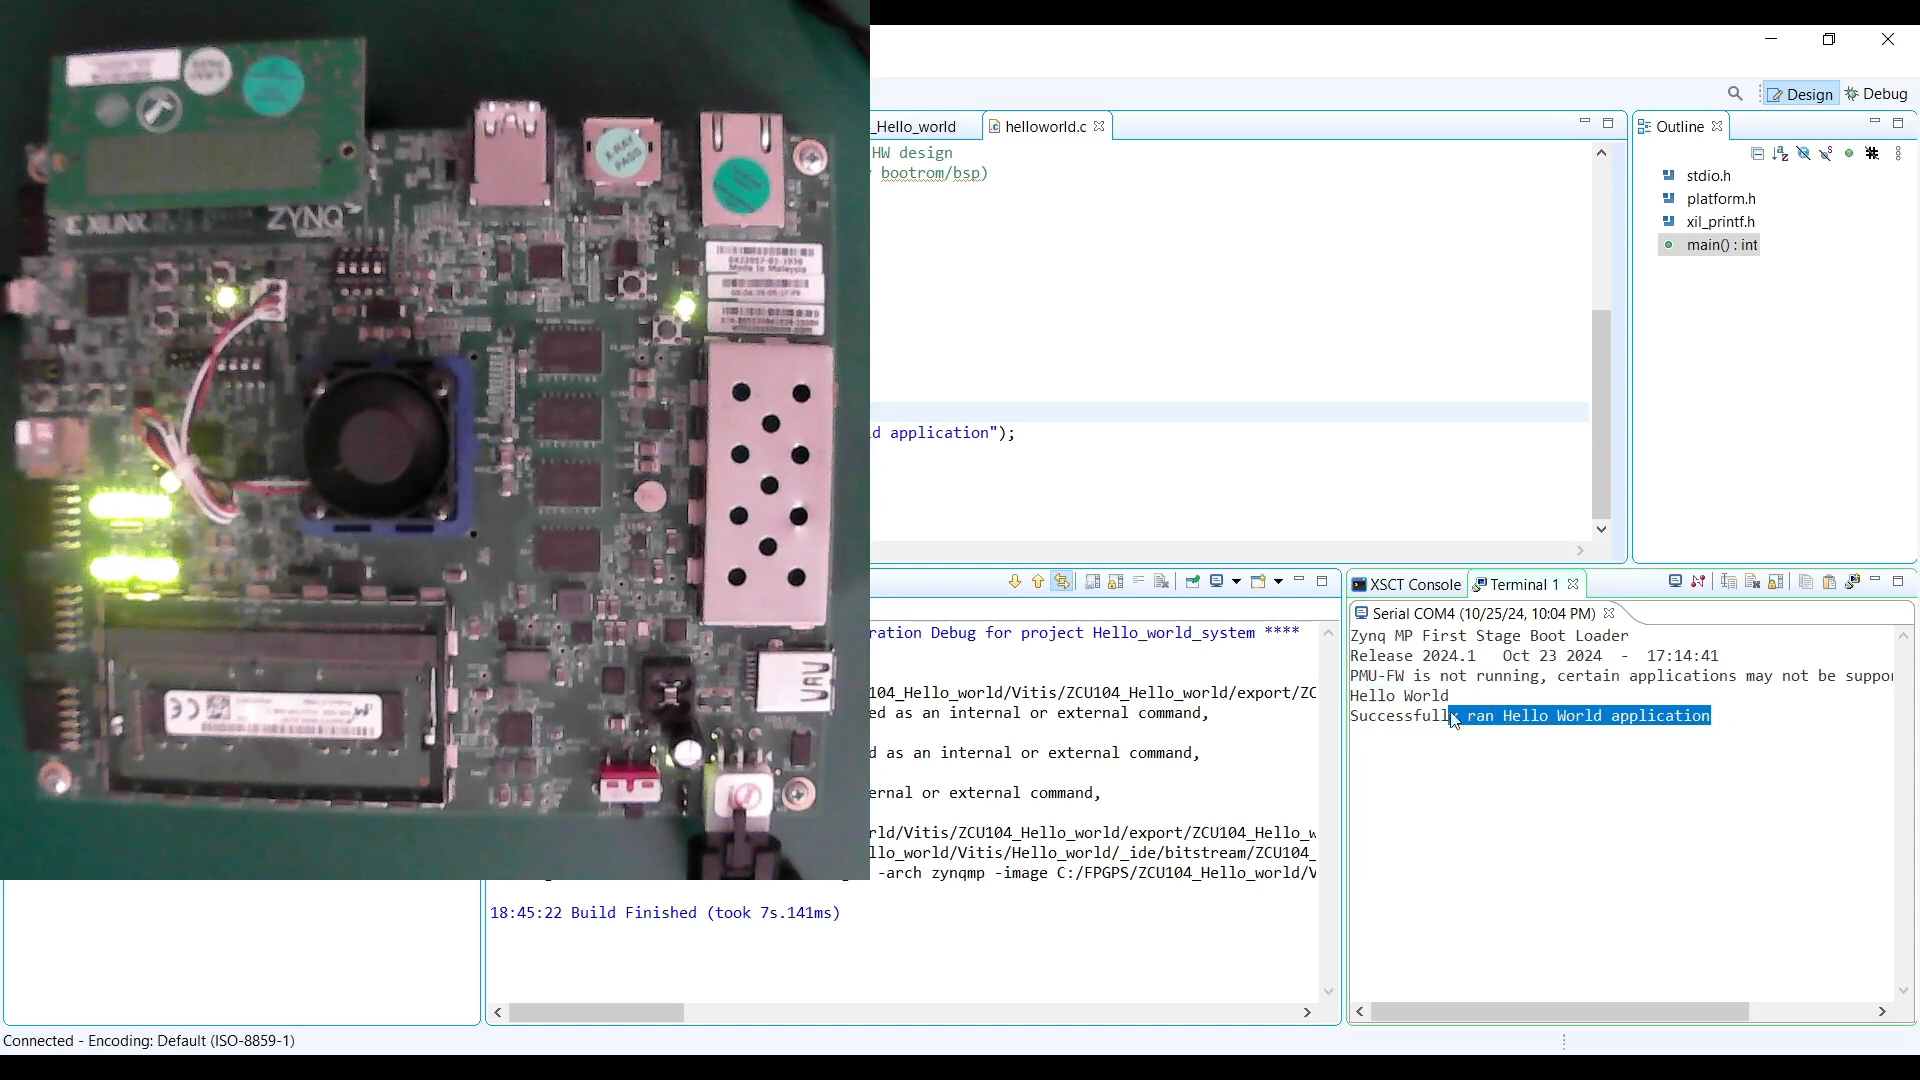 XILINX
ZYNQ
X-RAY
PASS
Made in Malaysia
Design
Debug
_Hello_world
helloworld.c
HW design
bootrom/bsp)
d application");
Outline
stdio.h
platform.h
xil_printf.h
main() : int
ration Debug for project Hello_world_system ****
104_Hello_world/Vitis/ZCU104_Hello_world/export/ZC
ed as an internal or external command,
d as an internal or external command,
ernal or external command,
rld/Vitis/ZCU104_Hello_world/export/ZCU104_Hello_w
llo_world/Vitis/Hello_world/_ide/bitstream/ZCU104_
-arch zynqmp -image C:/FPGPS/ZCU104_Hello_world/V
18:45:22 Build Finished (took 7s.141ms)
XSCT Console
Terminal 1
Serial COM4 (10/25/24, 10:04 PM)
Zynq MP First Stage Boot Loader
Release 2024.1 Oct 23 2024 - 17:14:41
PMU-FW is not running, certain applications may not be suppor
Hello World
Successfully ran Hello World application
Connected - Encoding: Default (ISO-8859-1)